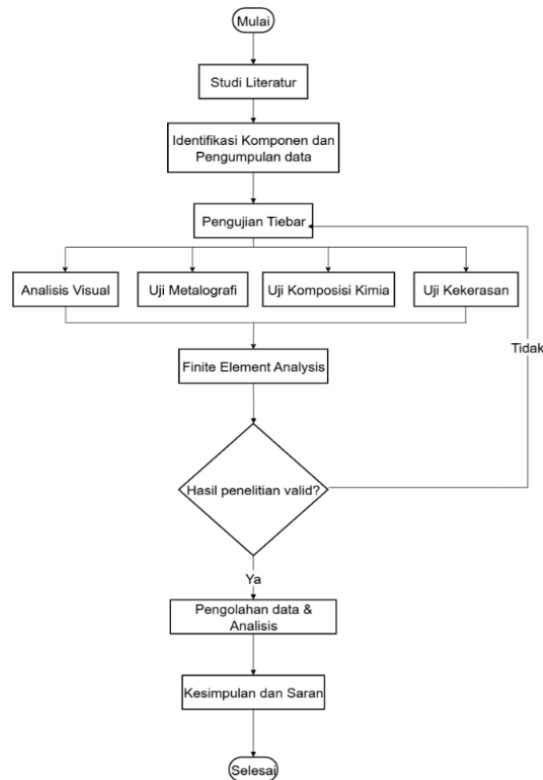 Mulai
Studi Literatur
Identifikasi Komponen dan
Pengumpulan data
Pengujian Tiebar
Analisis Visual
Uji Metalografi
Uji Komposisi Kimia
Uji Kekerasan
Finite Element Analysis
Tidak
Hasil penelitian valid?
Ya
Pengolahan data &
Analisis
Kesimpulan dan Saran
Selesai